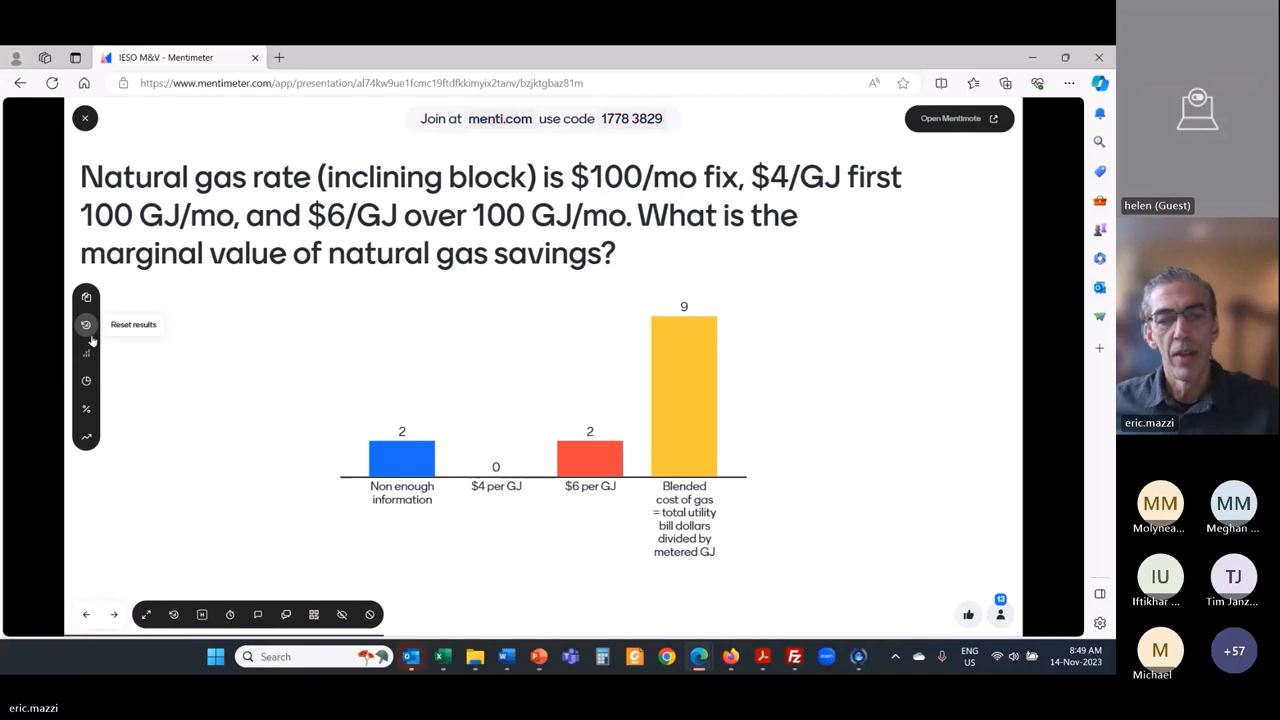 IESO M&V - Mentimeter
https://www.mentimeter.com/app/presentation/al74kw9ue1fcmc19ftdfkkimyix2tanv/bzjktgbaz81m
Join at menti.com use code 1778 3829
Open Mentimote
Natural gas rate (inclining block) is $100/mo fix, $4/GJ first
100 GJ/mo, and $6/GJ over 100 GJ/mo. What is the
marginal value of natural gas savings?
Reset results
2
0
2
9
Non enough
information
$4 per GJ
$6 per GJ
Blended
cost of gas
= total utility
bill dollars
divided by
metered GJ
13
Search
ENG
US
8:49 AM
14-Nov-2023
helen (Guest)
eric.mazzi
MM
Molynea...
MM
Meghan ...
IU
Iftikhar ...
TJ
Tim Janz...
M
Michael
+57
eric.mazzi